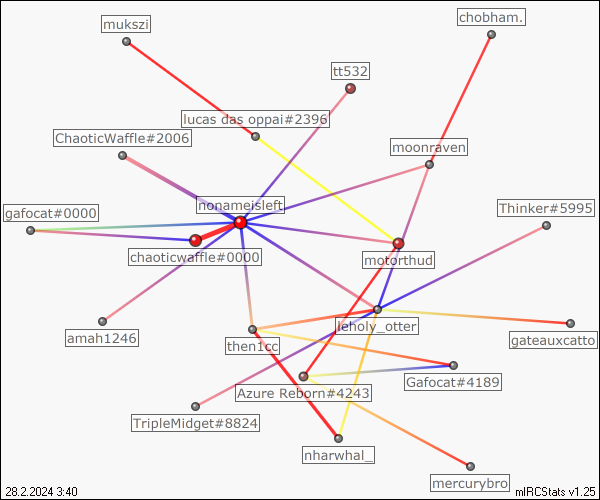 mukszi
chobham.
tt532
lucas das oppai#2396
ChaoticWaffle#2006
moonraven
nonameisleft
gafocat#0000
Thinker#5995
chaoticwaffle#0000
motorthud
leholy_otter
amah1246
then1cc
gateauxcatto
Azure Reborn#4243
Gafocat#4189
TripleMidget#8824
nharwhal_
mercurybro
28.2.2024 3:40
mIRCStats v1.25